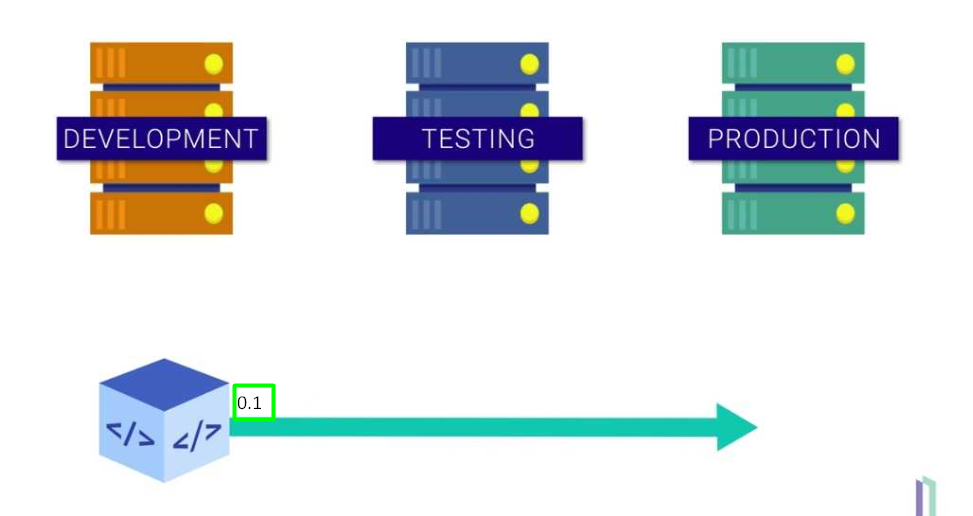 DEVELOPMENT
TESTING
PRODUCTION
0.1
</> </>